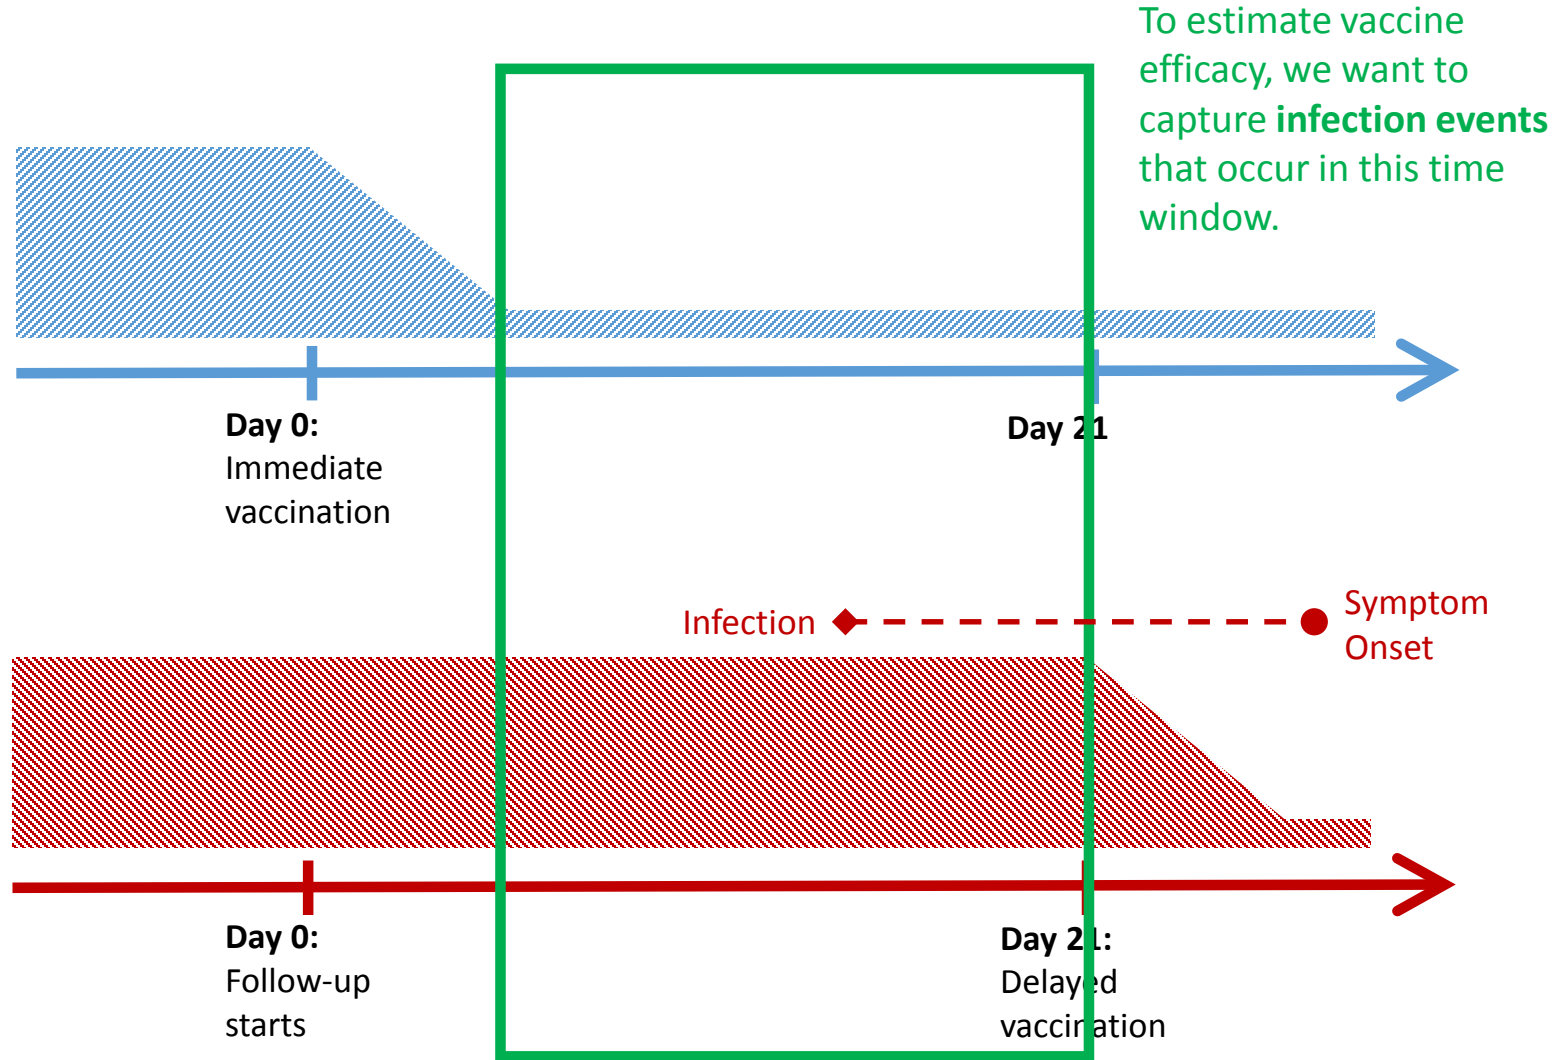 To estimate vaccine
efficacy, we want to
capture infection events
that occur in this time
window.
Day 0:
Immediate
vaccination
Day 21
Infection
Symptom
Onset
Day 0:
Follow-up
starts
Day 21:
Delayed
vaccination